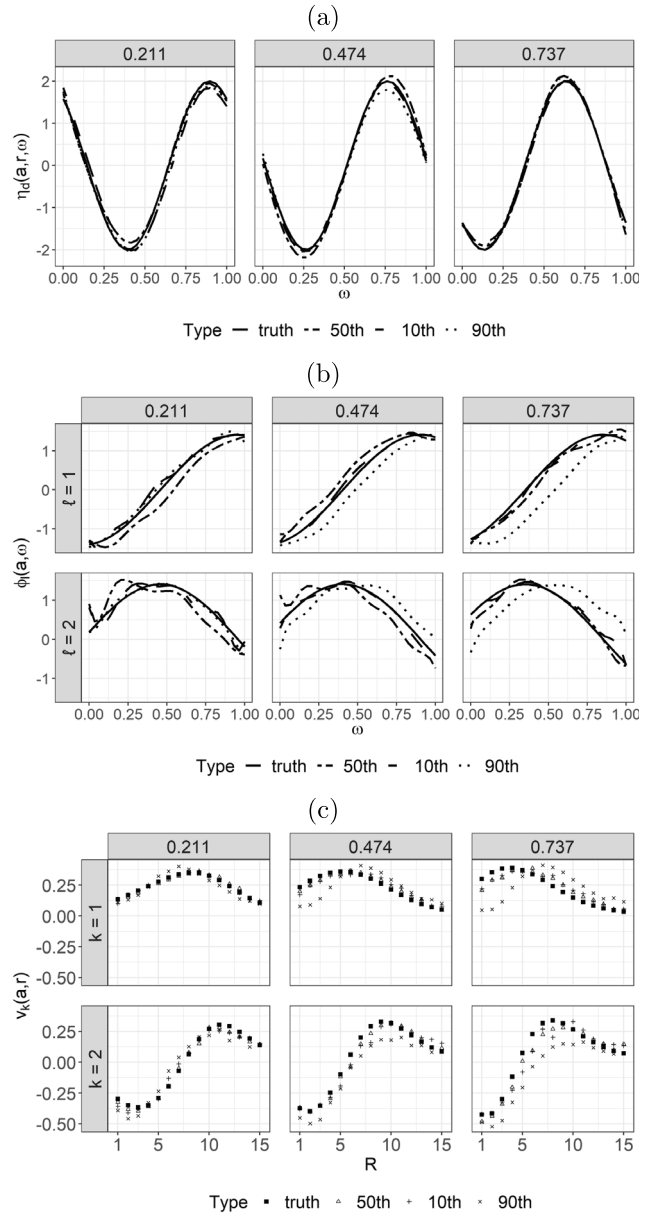 (a)
0.211 0.474 0.737
η_d(a,r,ω)
2
1
0
-1
-2
0.00 0.25 0.50 0.75 1.00 0.00 0.25 0.50 0.75 1.00 0.00 0.25 0.50 0.75 1.00
ω
Type truth 50th 10th 90th
(b)
0.211 0.474 0.737
ϕ_l(a,ω)
ℓ = 1
1
0
-1
ℓ = 2
1
0
-1
0.00 0.25 0.50 0.75 1.00 0.00 0.25 0.50 0.75 1.00 0.00 0.25 0.50 0.75 1.00
ω
Type truth 50th 10th 90th
(c)
0.211 0.474 0.737
v_k(a,r)
k = 1
0.25
0.00
-0.25
-0.50
k = 2
0.25
0.00
-0.25
-0.50
1 5 10 15 1 5 10 15 1 5 10 15
R
Type truth 50th 10th 90th